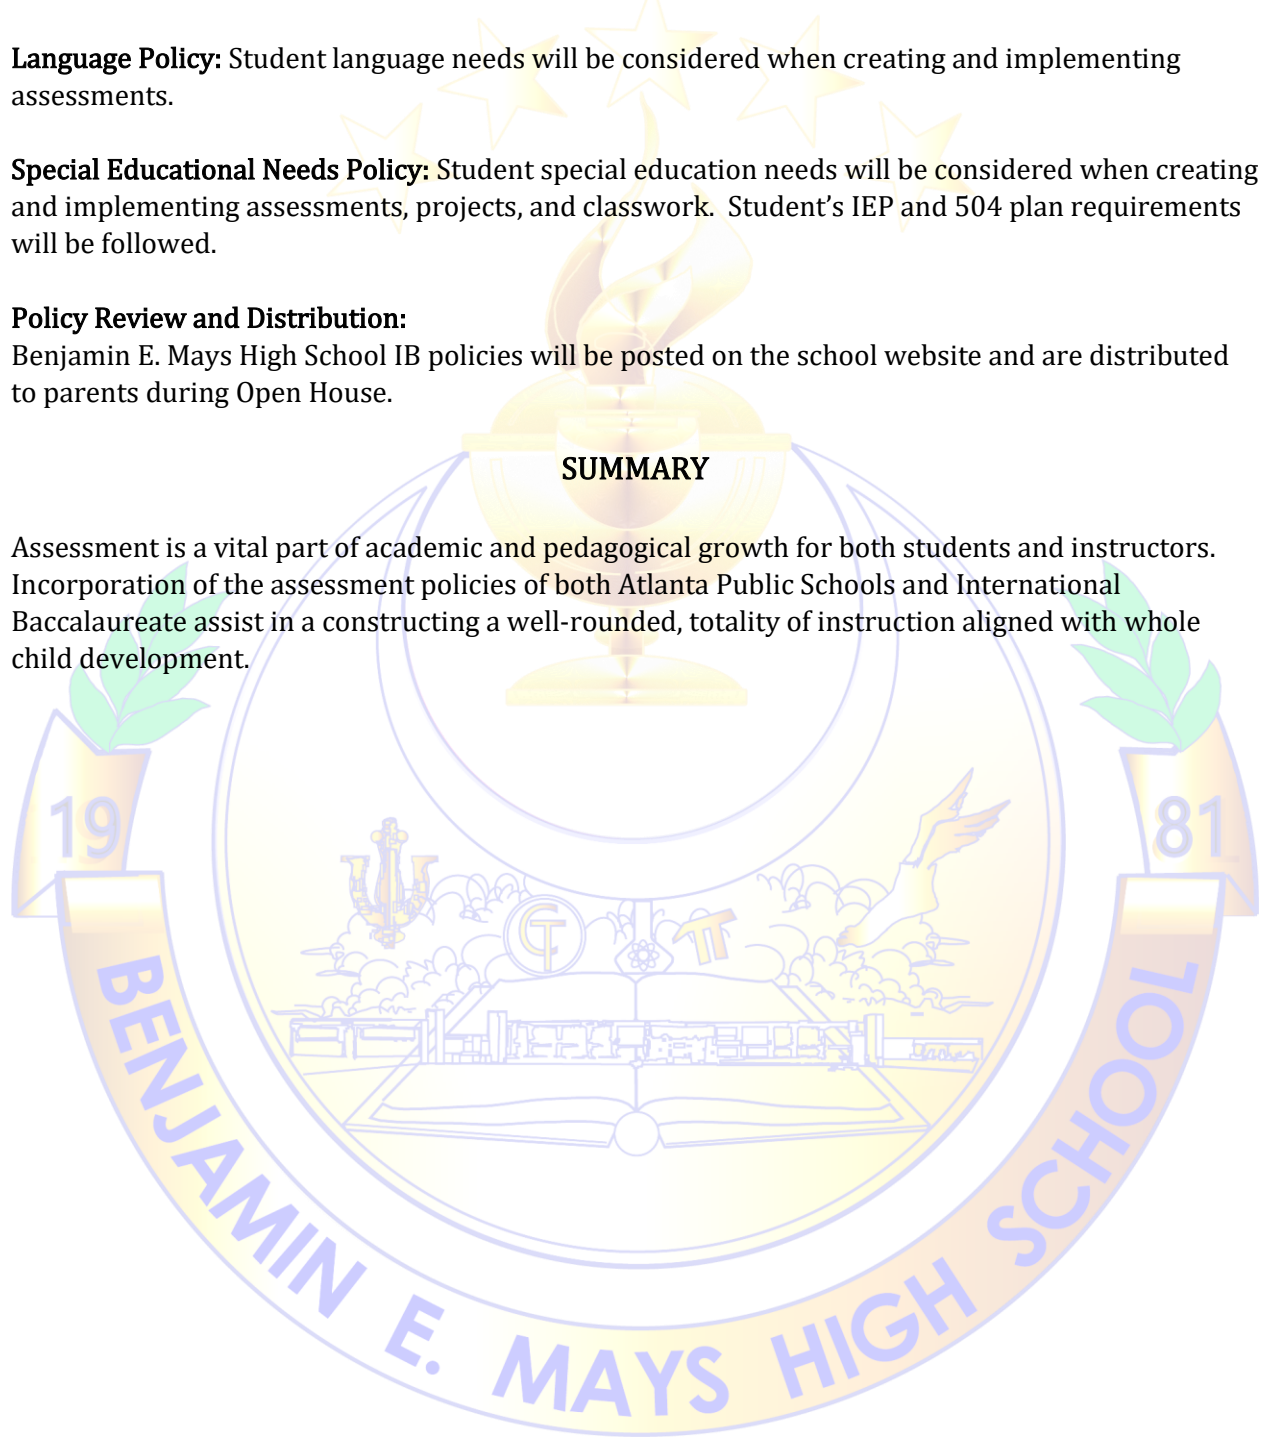 Language Policy: Student language needs will be considered when creating and implementing
assessments.
Special Educational Needs Policy: Student special education needs will be considered when creating
and implementing assessments, projects, and classwork.  Student’s IEP and 504 plan requirements
will be followed.
Policy Review and Distribution:
Benjamin E. Mays High School IB policies will be posted on the school website and are distributed
to parents during Open House.
SUMMARY
Assessment is a vital part of academic and pedagogical growth for both students and instructors.
Incorporation of the assessment policies of both Atlanta Public Schools and International
Baccalaureate assist in a constructing a well-rounded, totality of instruction aligned with whole
child development.
19
81
π
BENJAMIN E. MAYS HIGH SCHOOL